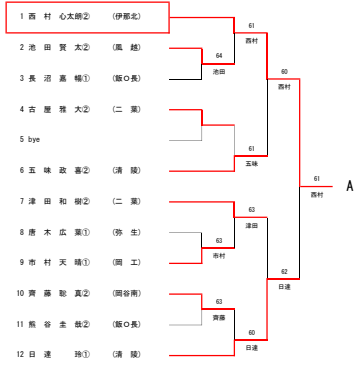 1 西 村 心太朗② (伊那北)
2 池 田 賢 太② (風 越)
3 長 沼 嘉 暢① (飯O長)
4 古 屋 雅 大② (二 葉)
5 bye
6 五 味 政 喜② (清 陵)
7 津 田 和 樹② (二 葉)
8 唐 木 広 葉① (弥 生)
9 市 村 天 晴① (岡 工)
10 齊 藤 聡 真② (岡谷南)
11 熊 谷 圭 哉② (飯O長)
12 日 達 玲① (清 陵)
64
池田
61
西村
61
五味
60
西村
63
市村
63
津田
63
齊藤
60
日達
62
日達
61
西村
A